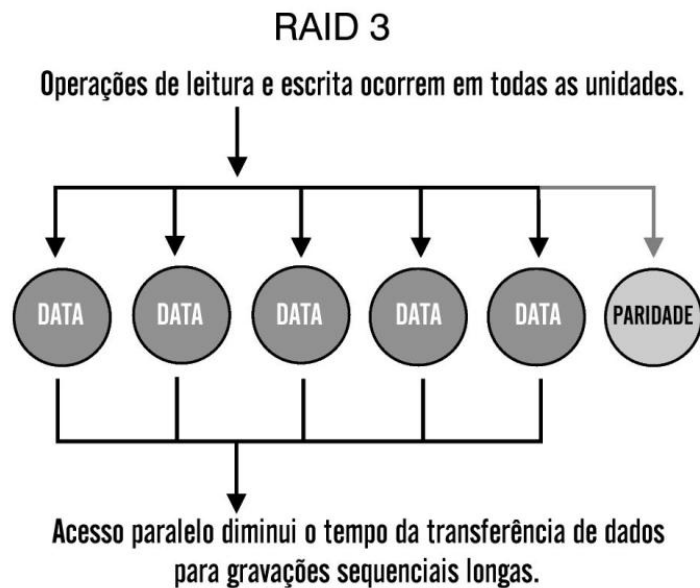 RAID 3
Operações de leitura e escrita ocorrem em todas as unidades.
DATA DATA DATA DATA DATA PARIDADE
Acesso paralelo diminui o tempo da transferência de dados
para gravações sequenciais longas.